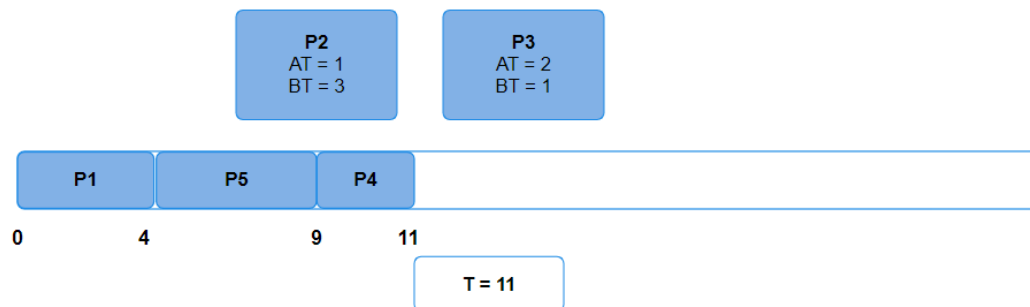 P2
AT = 1
BT = 3
P3
AT = 2
BT = 1
P1
P5
P4
0
4
9
11
T = 11